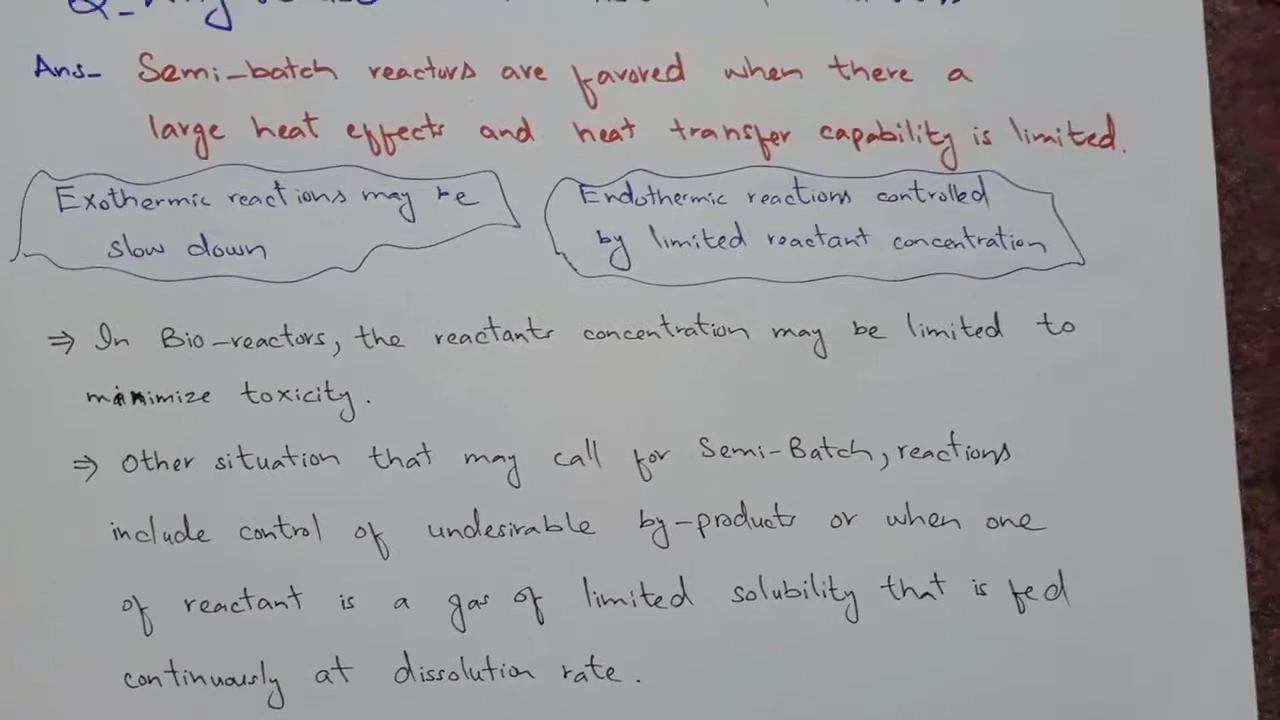 Ans- Semi-batch reactors are favored when there a
large heat effects and heat transfer capability is limited.
Exothermic reactions may be
slow down
Endothermic reactions controlled
by limited reactant concentration
⇒ In Bio-reactors, the reactants concentration may be limited to
minimize toxicity.
⇒ Other situation that may call for Semi-Batch, reactions
include control of undesirable by-products or when one
of reactant is a gas of limited solubility that is fed
continuously at dissolution rate.